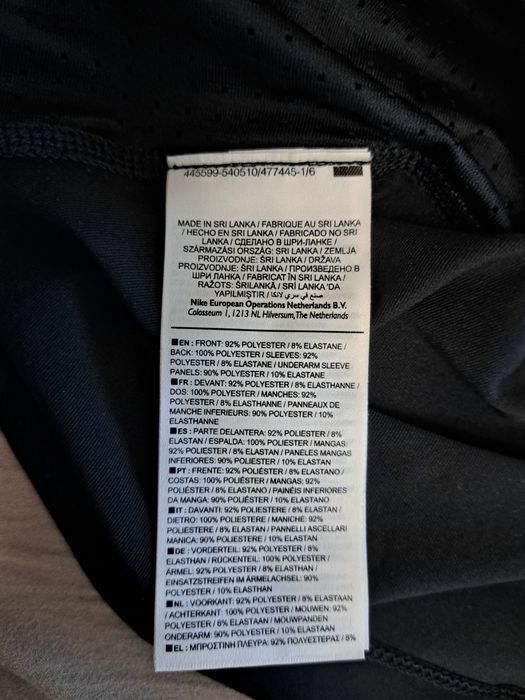 445599-540510/477445-1/6
MADE IN SRI LANKA / FABRIQUE AU SRI LANKA
/ HECHO EN SRI LANKA / FABRICADO NO SRI
LANKA / СДЕЛАНО В ШРИ-ЛАНКЕ /
SZÁRMAZÁSI ORSZÁG: SRI LANKA / ZEMLJA
PROIZVODNJE: ŠRI LANKA / DRŽAVA
PROIZVODNJE: ŠRI LANKA / ПРОИЗВЕДЕНО В
ШРИ ЛАНКА / FABRICAT ÎN SRI LANKA /
RAŽOTS: ŠRILANKĀ / SRİ LANKA 'DA
YAPILMIŞTIR / صنع في سري لانكا /
Nike European Operations Netherlands B.V.
Colosseum 1, 1213 NL Hilversum, The Netherlands
■ EN : FRONT: 92% POLYESTER / 8% ELASTANE /
BACK: 100% POLYESTER / SLEEVES: 92%
POLYESTER / 8% ELASTANE / UNDERARM SLEEVE
PANELS: 90% POLYESTER / 10% ELASTANE
■ FR : DEVANT: 92% POLYESTER / 8% ELASTHANNE /
DOS: 100% POLYESTER / MANCHES: 92%
POLYESTER / 8% ELASTHANNE / PANNEAUX DE
MANCHE INFERIEURS: 90% POLYESTER / 10%
ELASTHANNE
■ ES : PARTE DELANTERA: 92% POLIÉSTER / 8%
ELASTAN / ESPALDA: 100% POLIÉSTER / MANGAS:
92% POLIÉSTER / 8% ELASTAN / PANELES MANGAS
INFERIORES: 90% POLIÉSTER / 10% ELASTAN
■ PT : FRENTE: 92% POLIÉSTER / 8% ELASTANO /
COSTAS: 100% POLIÉSTER / MANGAS: 92%
POLIÉSTER / 8% ELASTANO / PAINÉIS INFERIORES
DA MANGA: 90% POLIÉSTER / 10% ELASTANO
■ IT : DAVANTI: 92% POLIESTERE / 8% ELASTAN /
DIETRO: 100% POLIESTERE / MANICHE: 92%
POLIESTERE / 8% ELASTAN / PANNELLI ASCELLARI
MANICA: 90% POLIESTERE / 10% ELASTAN
■ DE : VORDERTEIL: 92% POLYESTER / 8%
ELASTHAN / RÜCKENTEIL: 100% POLYESTER /
ÄRMEL: 92% POLYESTER / 8% ELASTHAN /
EINSATZSTREIFEN IM ÄRMELACHSEL: 90%
POLYESTER / 10% ELASTHAN
■ NL : VOORKANT: 92% POLYESTER / 8% ELASTAAN
/ ACHTERKANT: 100% POLYESTER / MOUWEN: 92%
POLYESTER / 8% ELASTAAN / MOUWPANDEN
ONDERARM: 90% POLYESTER / 10% ELASTAAN
■ EL : ΜΠΡΟΣΤΙΝΗ ΠΛΕΥΡΑ: 92% ΠΟΛΥΕΣΤΕΡΑΣ / 8%